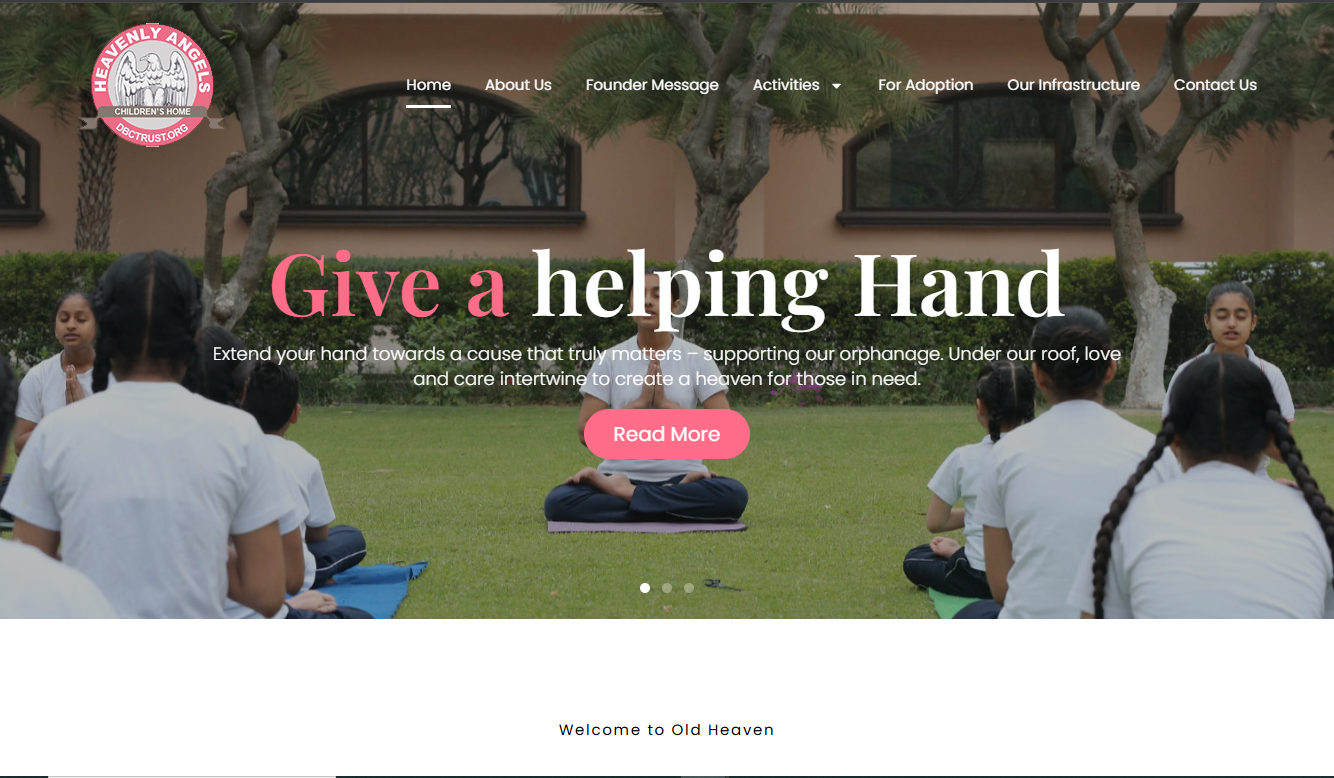 HEAVENLY ANGELS
CHILDREN'S HOME
DBCTRUST.ORG
Home About Us Founder Message Activities For Adoption Our Infrastructure Contact Us
Give a helping Hand
Extend your hand towards a cause that truly matters – supporting our orphanage. Under our roof, love
and care intertwine to create a heaven for those in need.
Read More
Welcome to Old Heaven